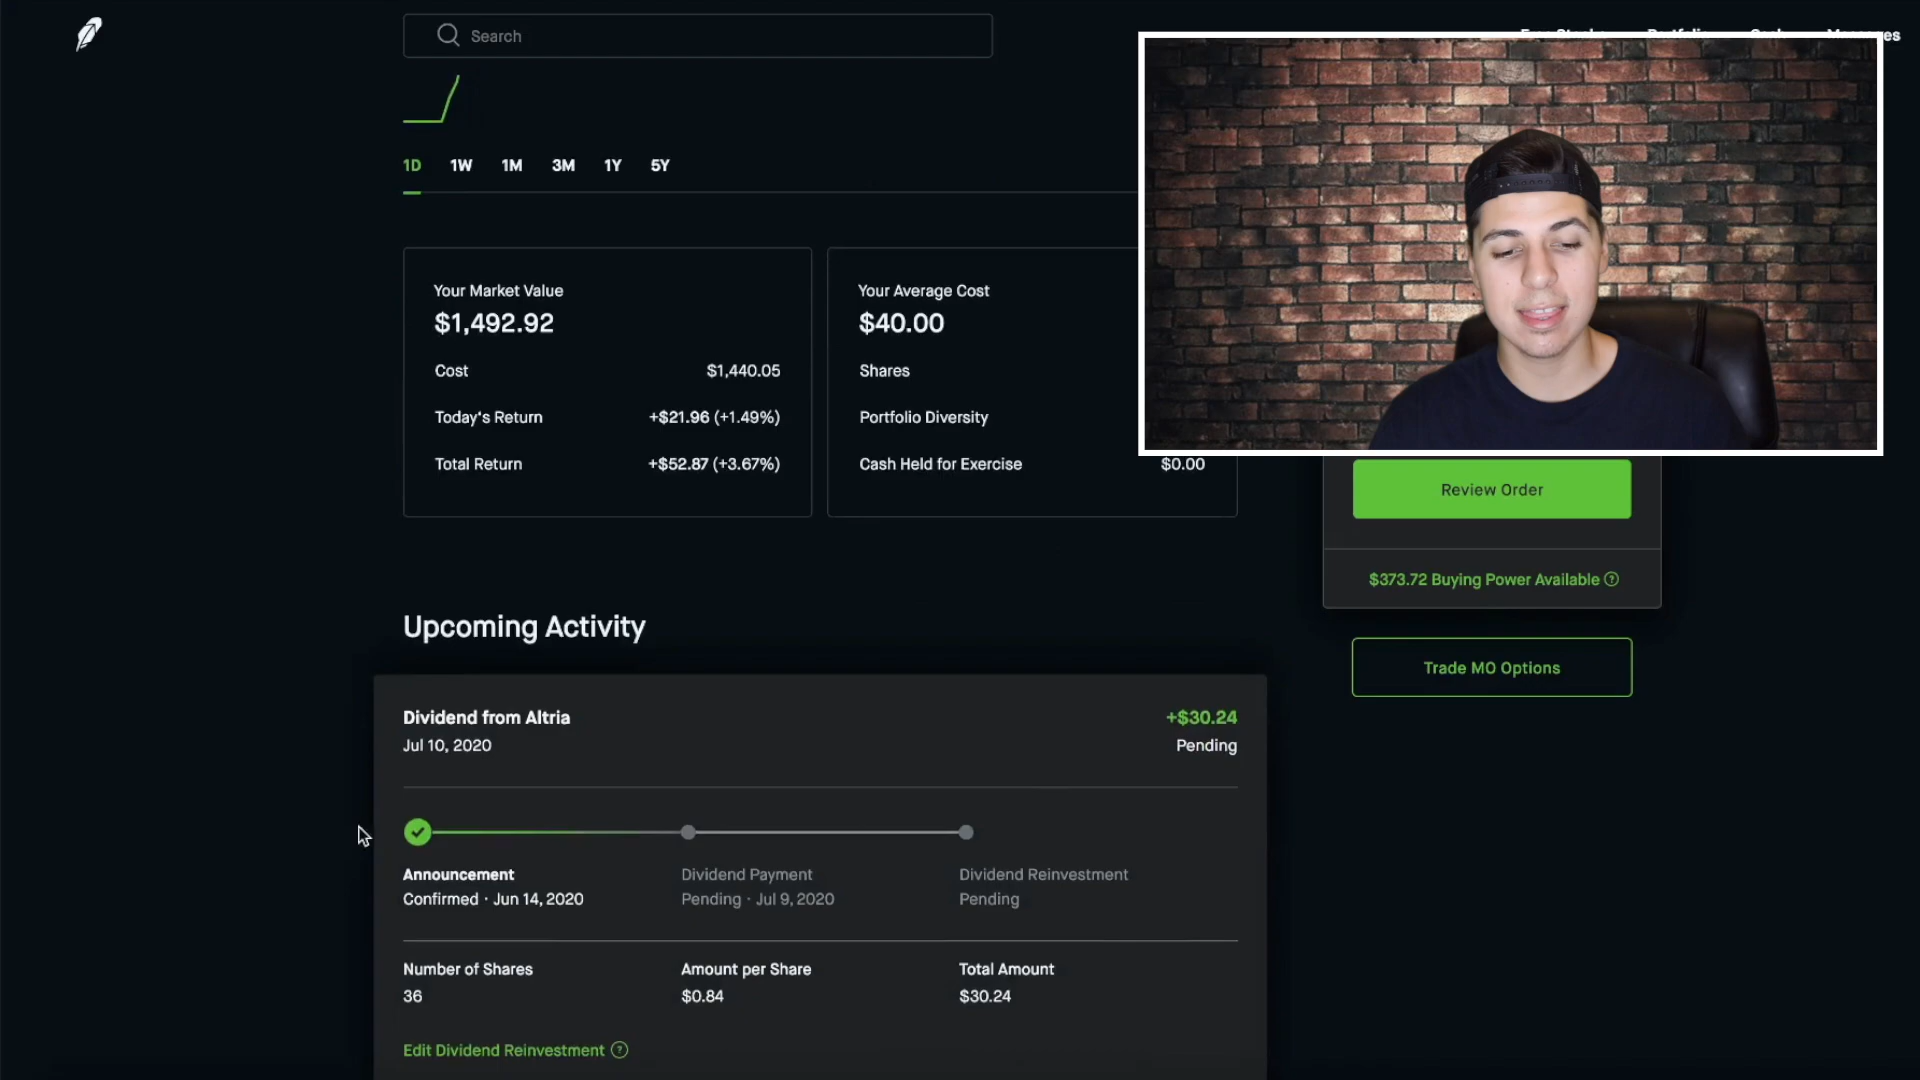 Search
1D 1W 1M 3M 1Y 5Y
Your Market Value
$1,492.92
Cost $1,440.05
Today's Return +$21.96 (+1.49%)
Total Return +$52.87 (+3.67%)
Your Average Cost
$40.00
Shares
Portfolio Diversity
Cash Held for Exercise $0.00
Review Order
$373.72 Buying Power Available
Trade MO Options
Upcoming Activity
Dividend from Altria +$30.24
Jul 10, 2020 Pending
Announcement Dividend Payment Dividend Reinvestment
Confirmed · Jun 14, 2020 Pending · Jul 9, 2020 Pending
Number of Shares Amount per Share Total Amount
36 $0.84 $30.24
Edit Dividend Reinvestment